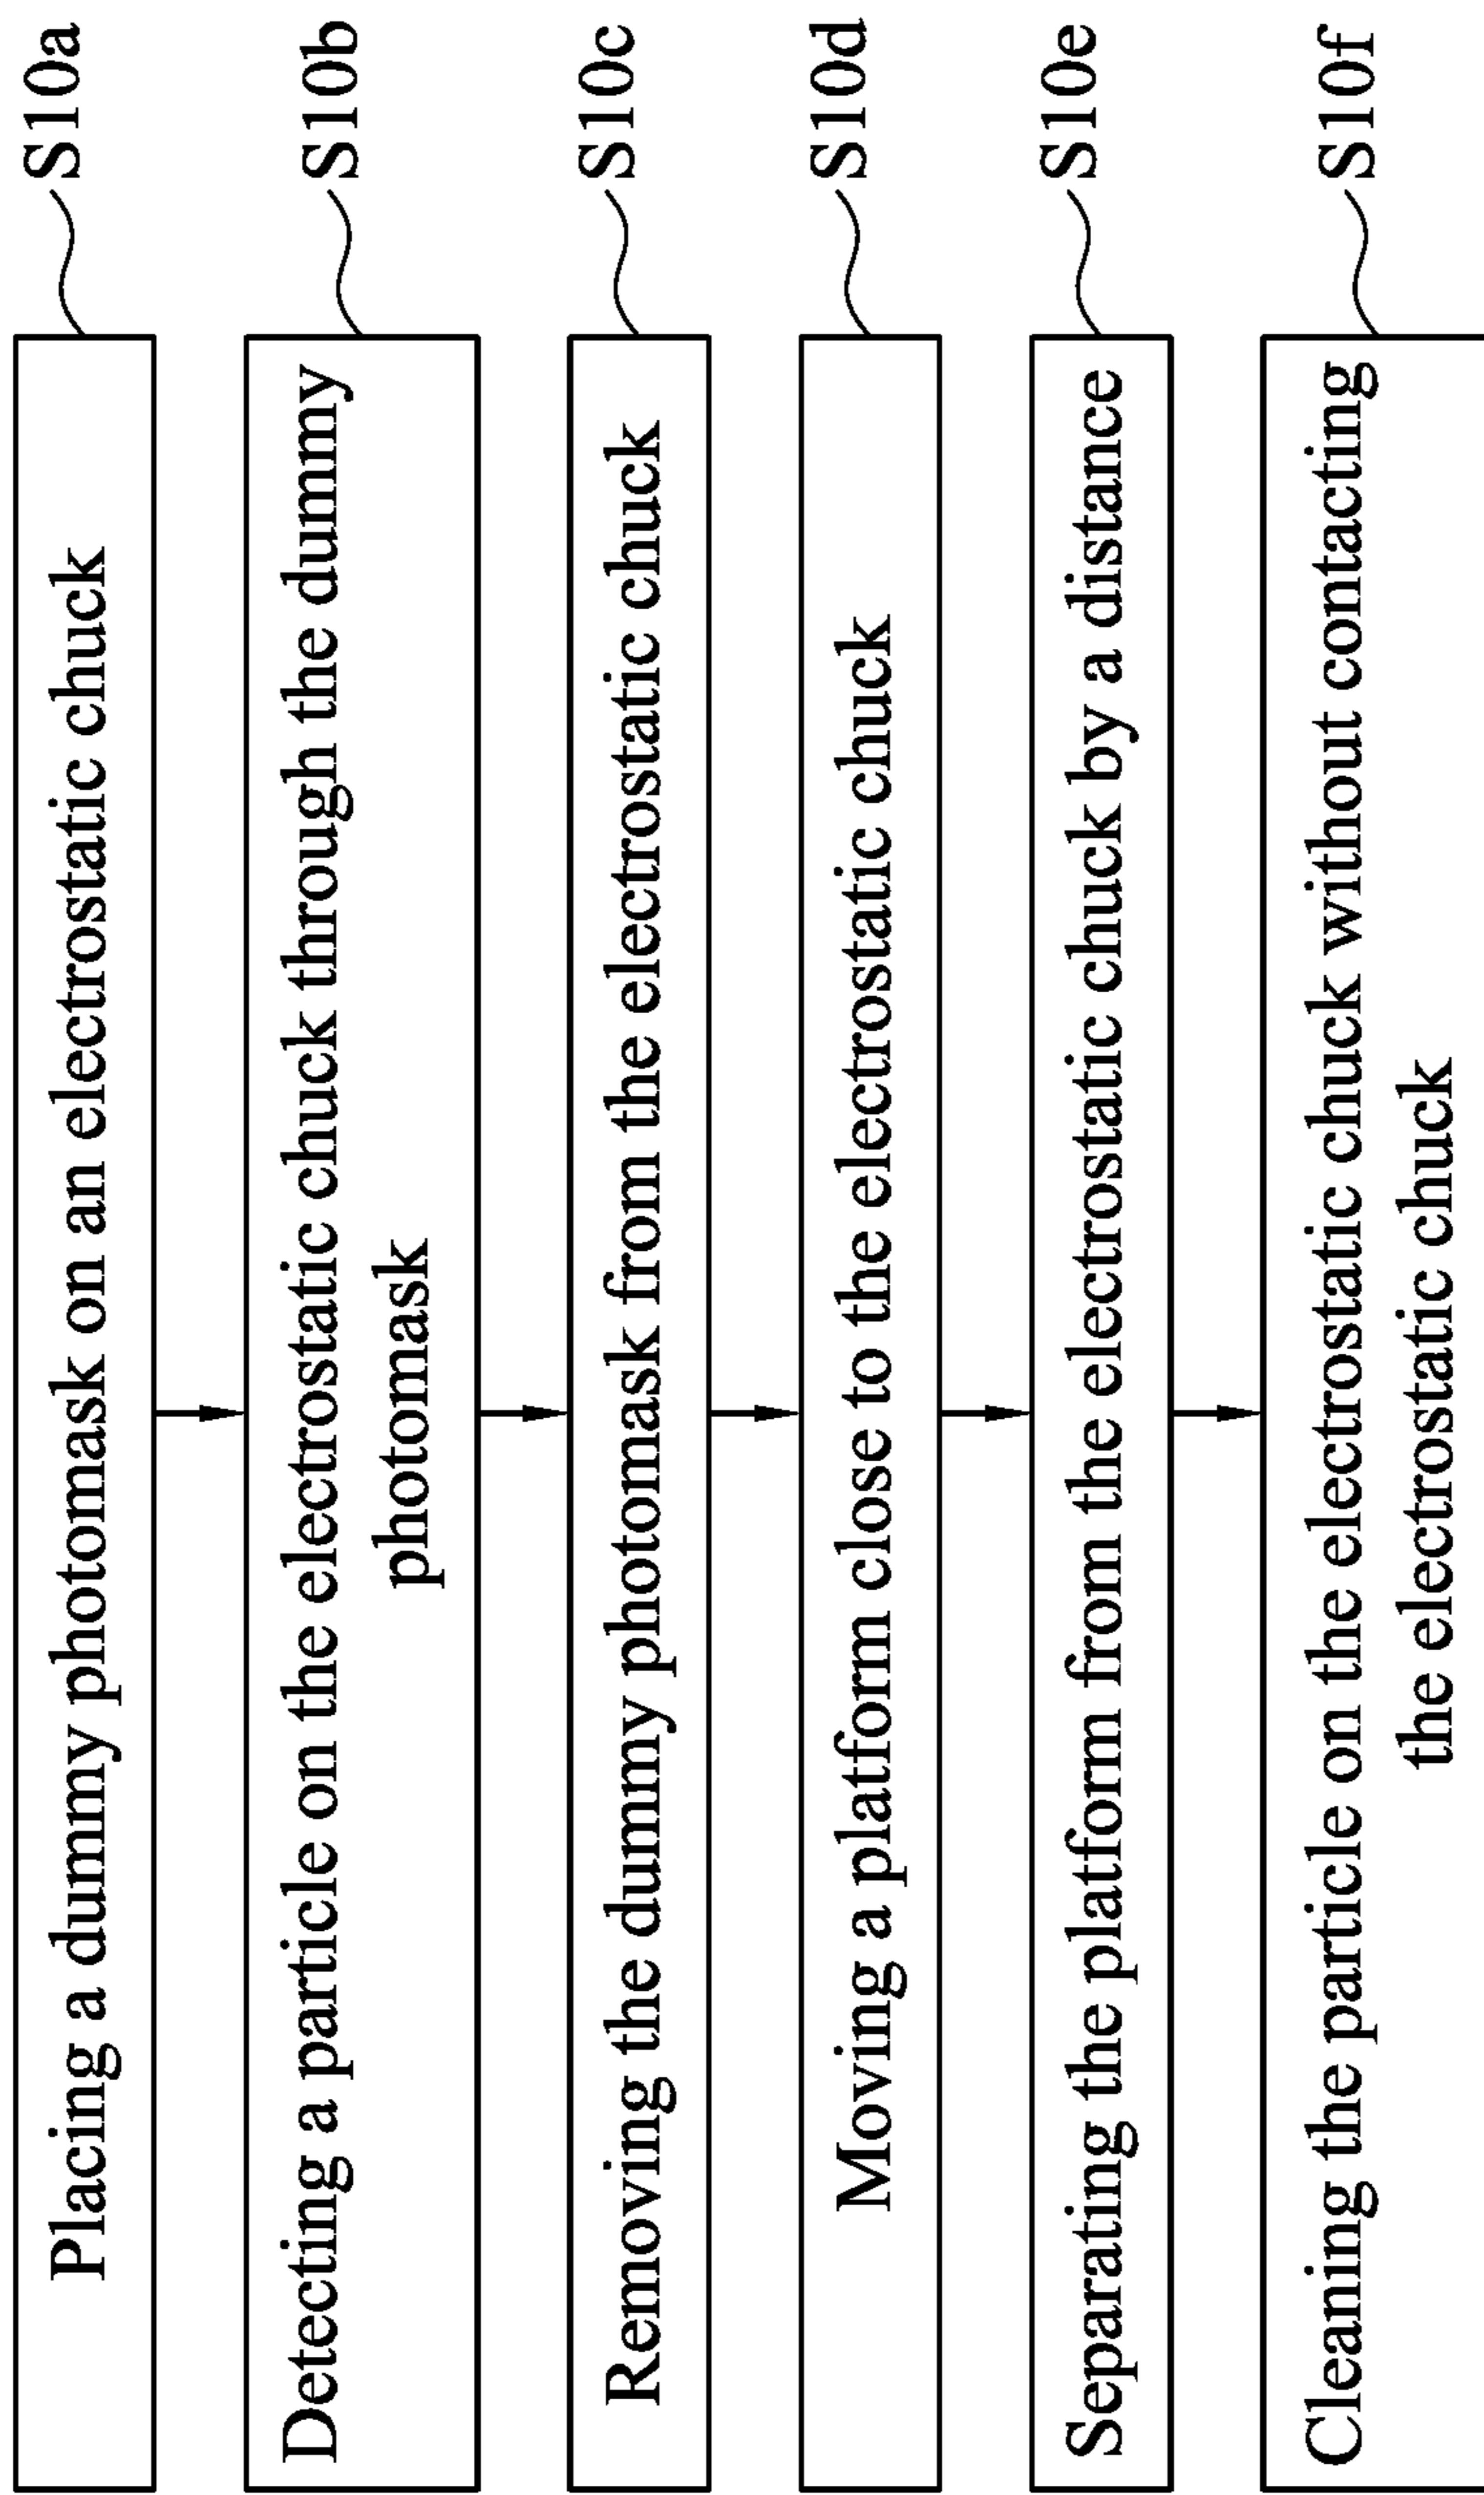 Placing a dummy photomask on an electrostatic chuck
S10a
Detecting a particle on the electrostatic chuck through the dummy
photomask
S10b
Removing the dummy photomask from the electrostatic chuck
S10c
Moving a platform close to the electrostatic chuck
S10d
Separating the platform from the electrostatic chuck by a distance
S10e
Cleaning the particle on the electrostatic chuck without contacting
the electrostatic chuck
S10f